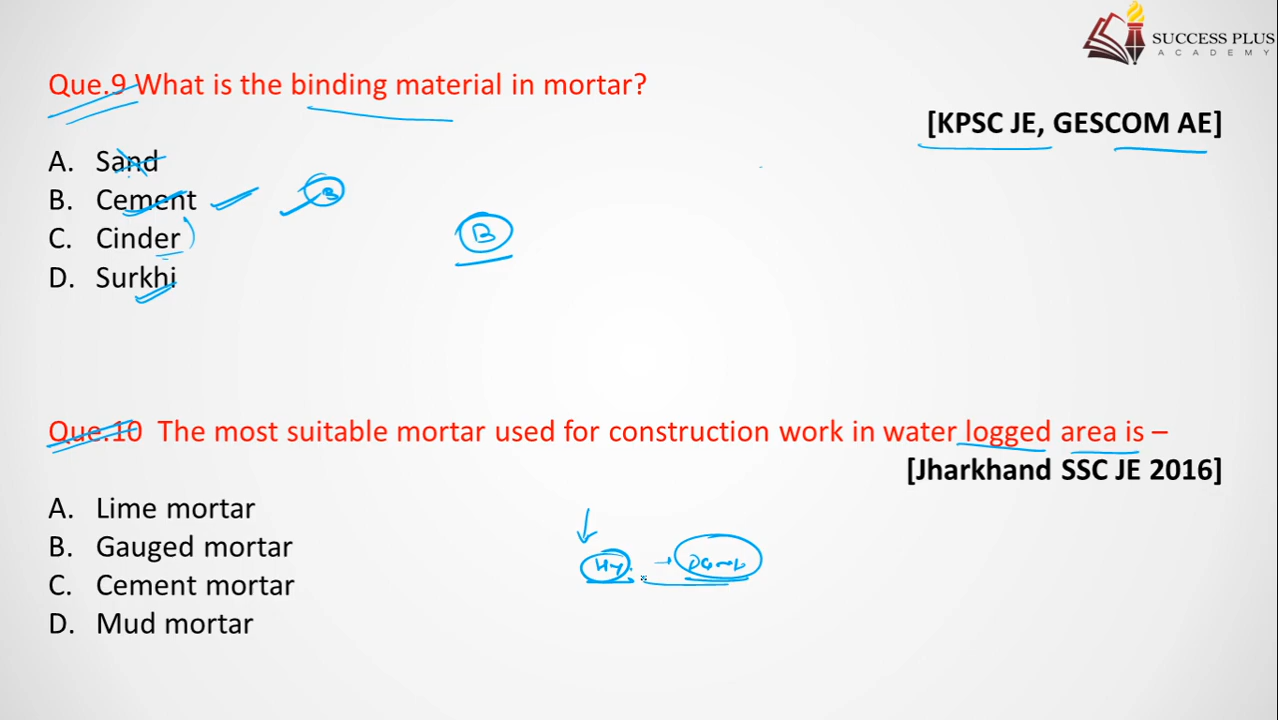 SUCCESS PLUS
ACADEMY
Que.9 What is the binding material in mortar?
[KPSC JE, GESCOM AE]
A. Sand
B. Cement
B
C. Cinder
B
D. Surkhi
Que.10 The most suitable mortar used for construction work in water logged area is –
[Jharkhand SSC JE 2016]
A. Lime mortar
B. Gauged mortar
Hy.
C. Cement mortar
D. Mud mortar